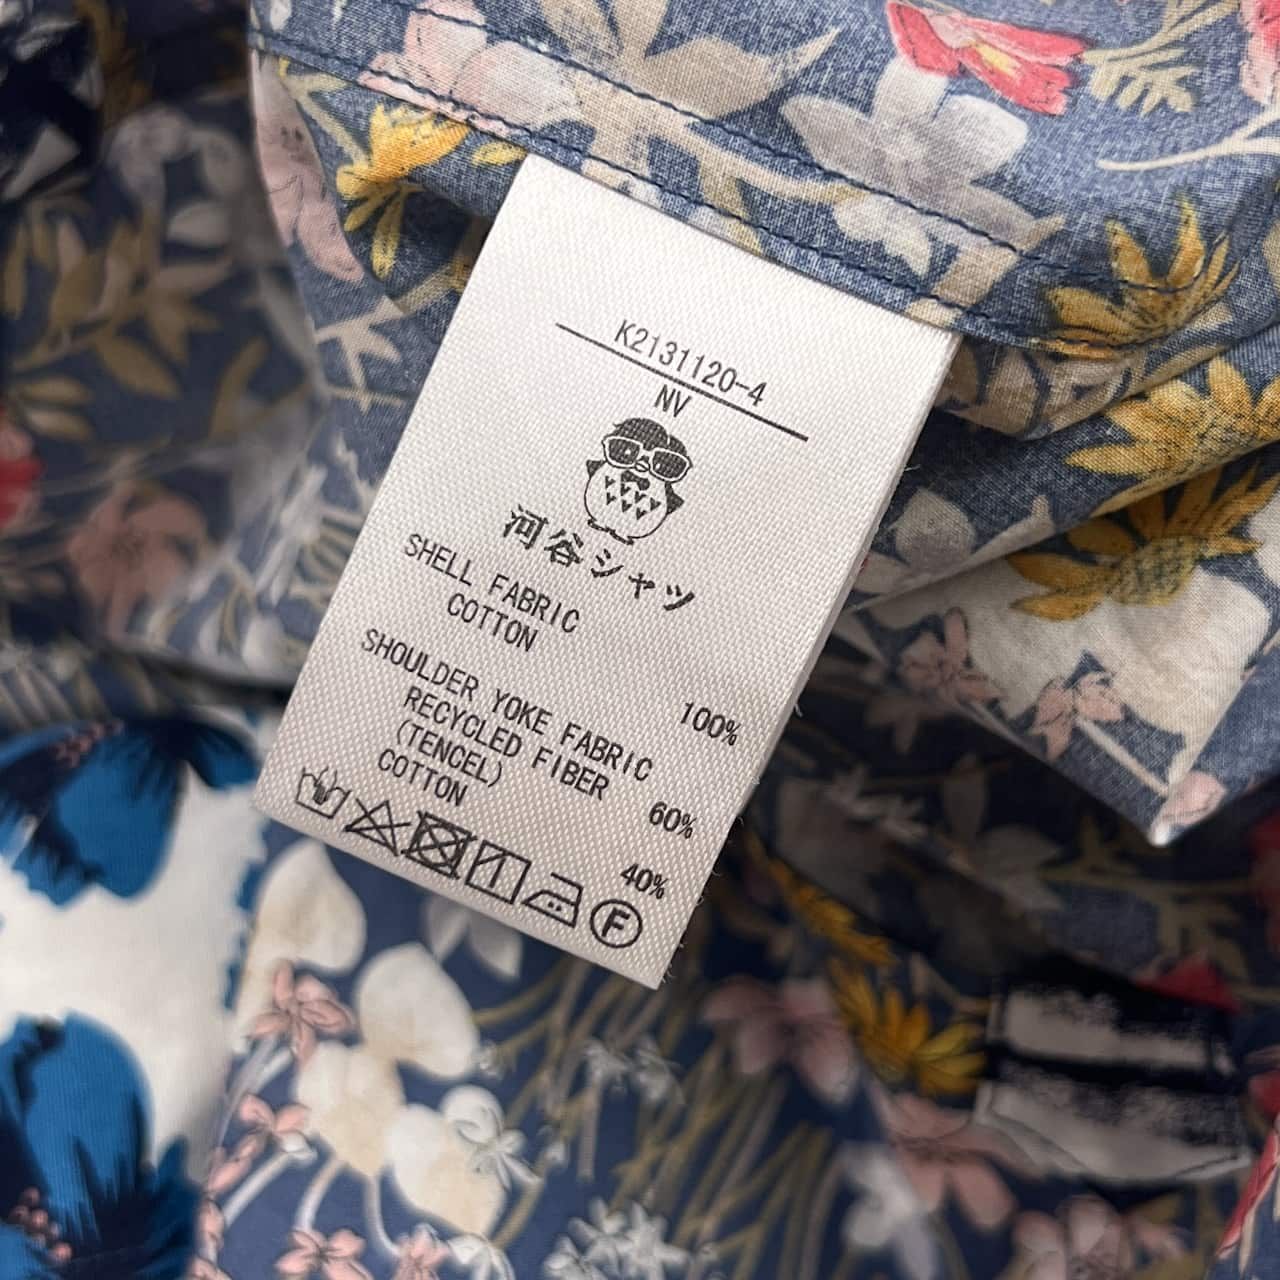 K2131120-4
NV
河谷シャツ
SHELL FABRIC
COTTON 100%
SHOULDER YOKE FABRIC
RECYCLED FIBER
(TENCEL) 60%
COTTON 40%
F